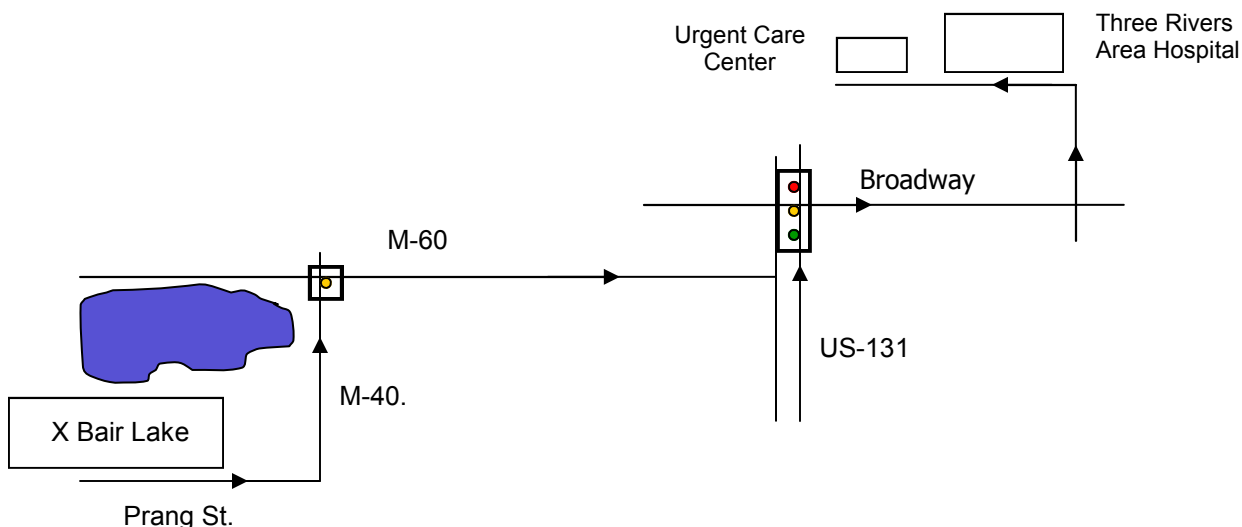 Urgent Care
Center
Three Rivers
Area Hospital
Broadway
M-60
US-131
M-40.
X Bair Lake
Prang St.